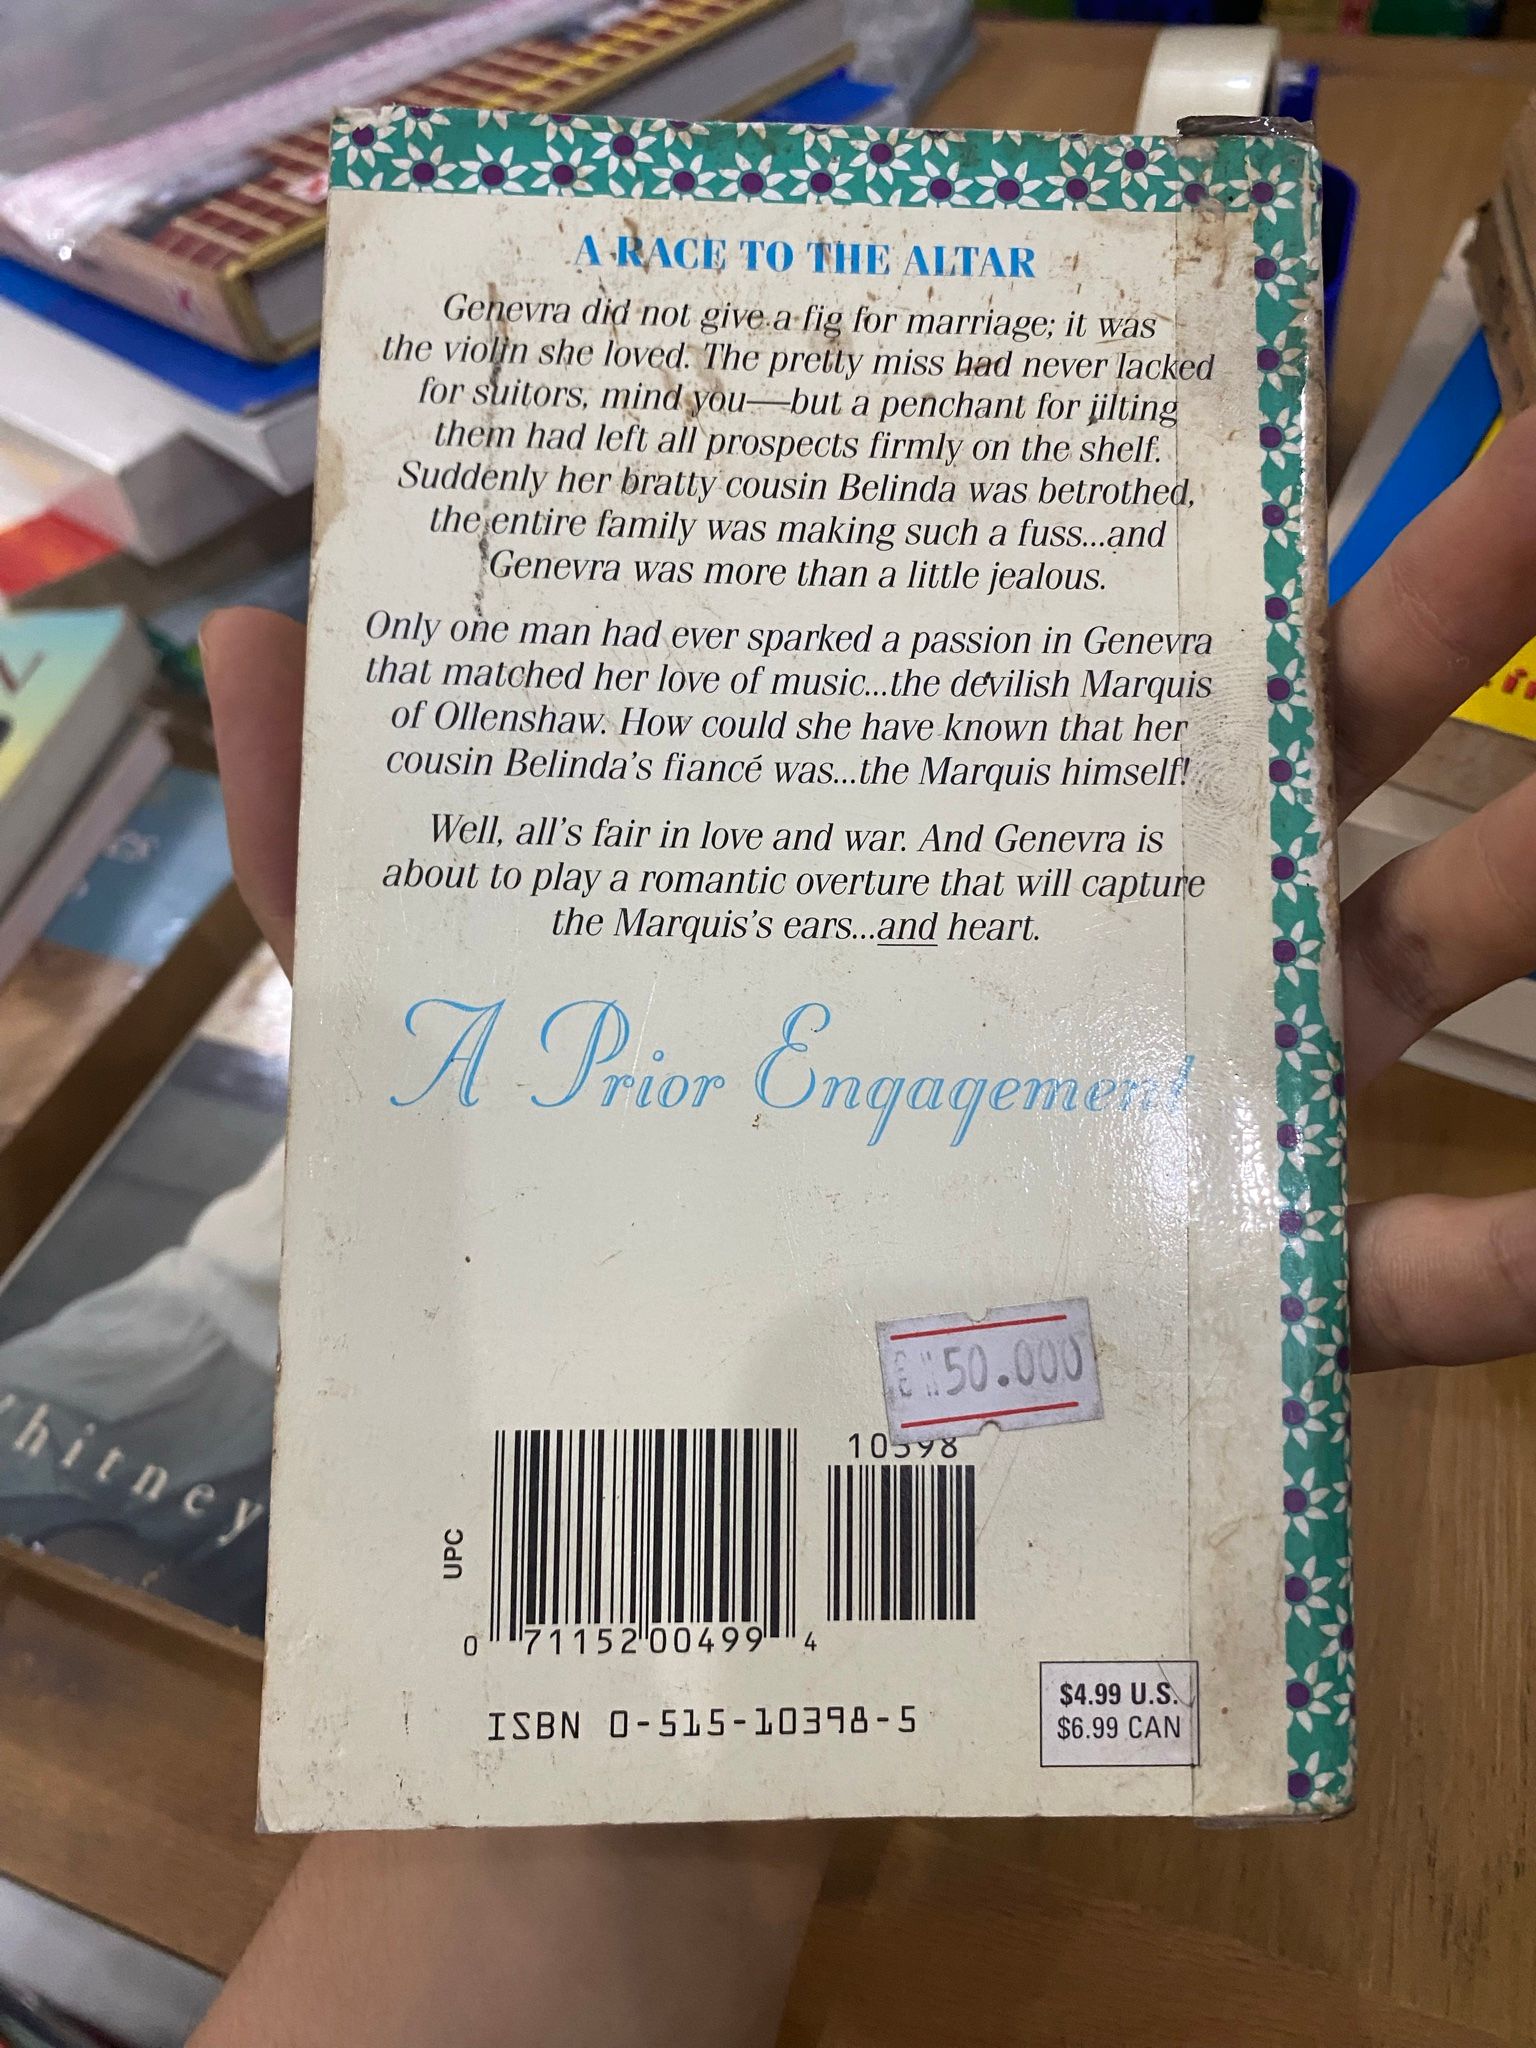 A RACE TO THE ALTAR
Genevra did not give a fig for marriage; it was
the violin she loved. The pretty miss had never lacked
for suitors, mind you—but a penchant for jilting
them had left all prospects firmly on the shelf.
Suddenly her bratty cousin Belinda was betrothed,
the entire family was making such a fuss...and
Genevra was more than a little jealous.
Only one man had ever sparked a passion in Genevra
that matched her love of music...the devilish Marquis
of Ollenshaw. How could she have known that her
cousin Belinda's fiancé was...the Marquis himself!
Well, all's fair in love and war. And Genevra is
about to play a romantic overture that will capture
the Marquis's ears...and heart.
A Prior Engagement
50.000
10398
UPC
0 71152 00499 4
ISBN 0-515-10398-5
$4.99 U.S.
$6.99 CAN
hitney